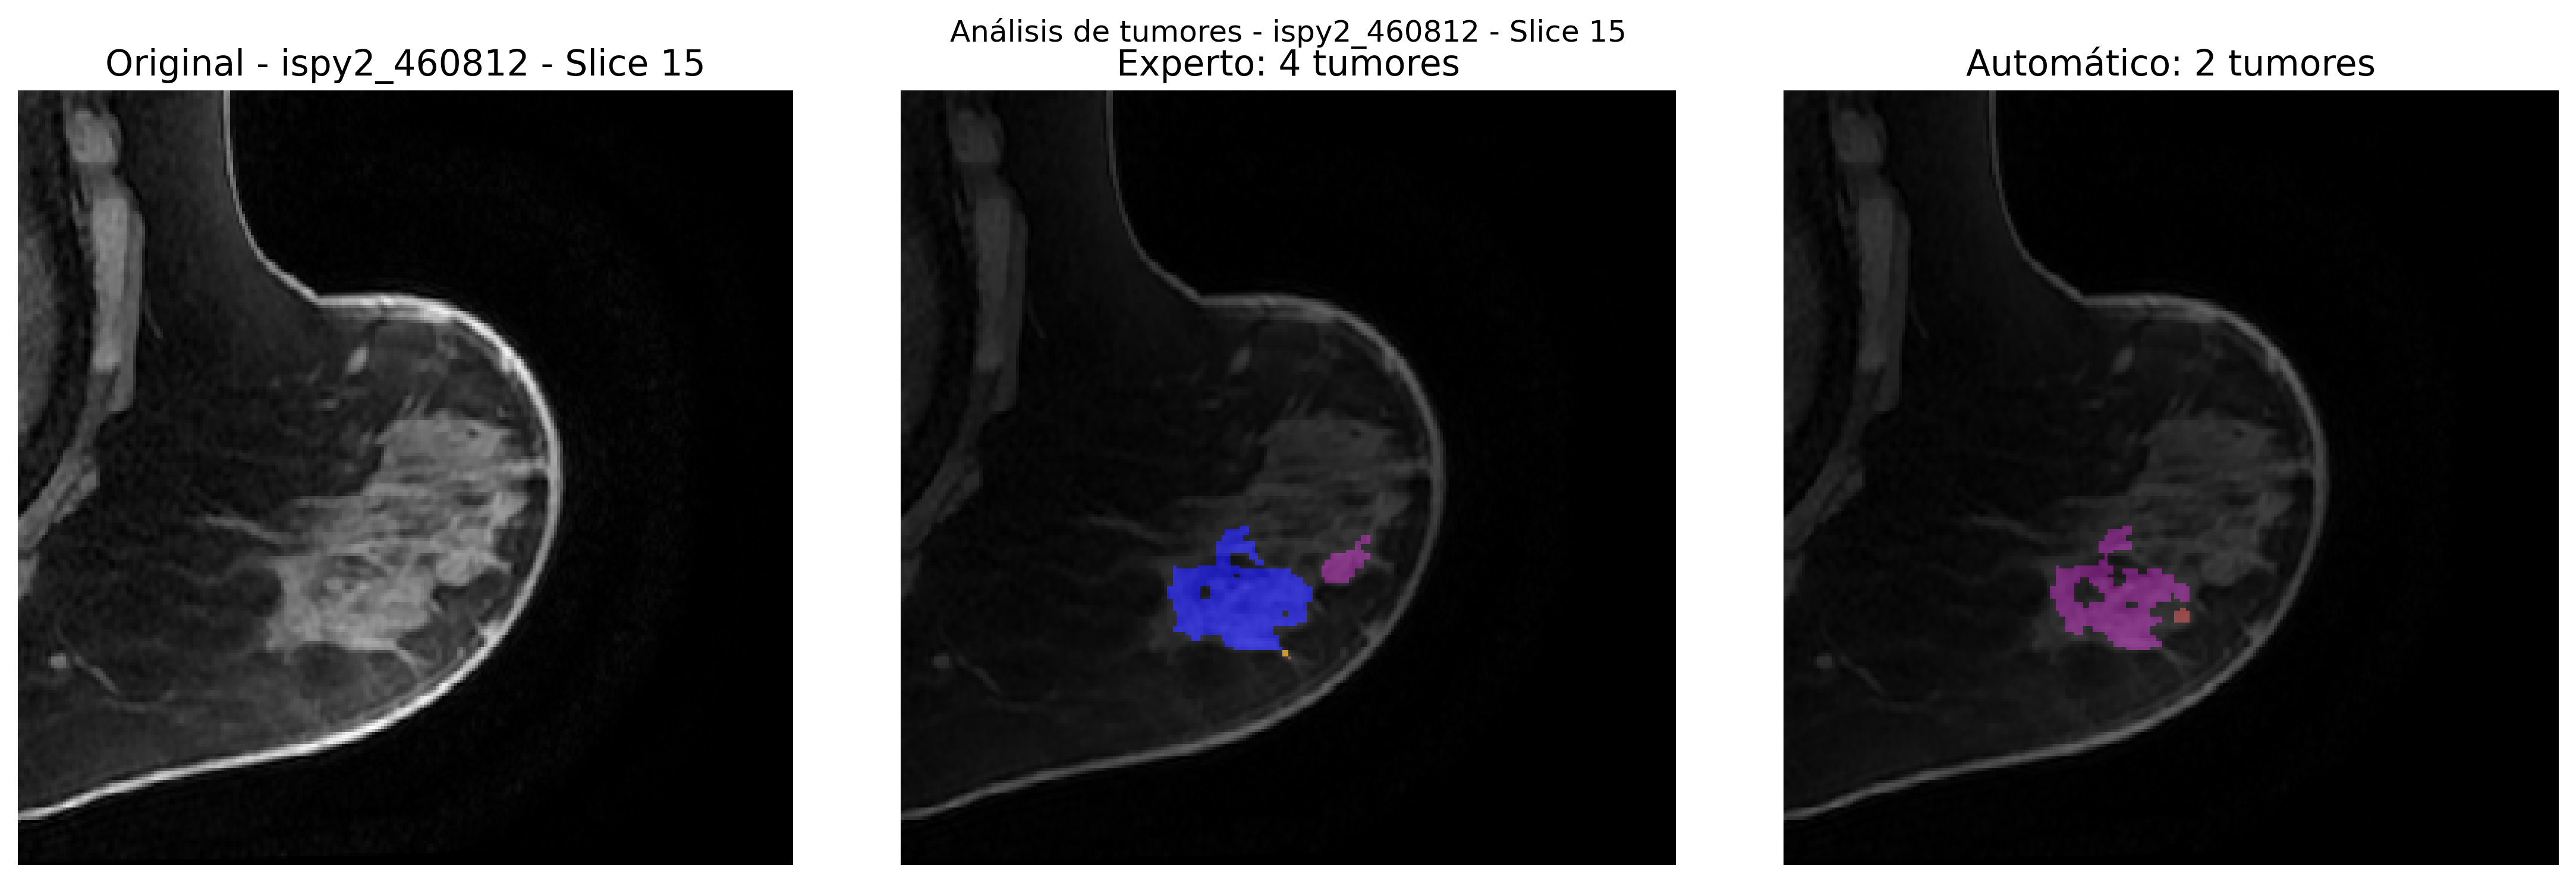 Análisis de tumores - ispy2_460812 - Slice 15
Original - ispy2_460812 - Slice 15
Experto: 4 tumores
Automático: 2 tumores